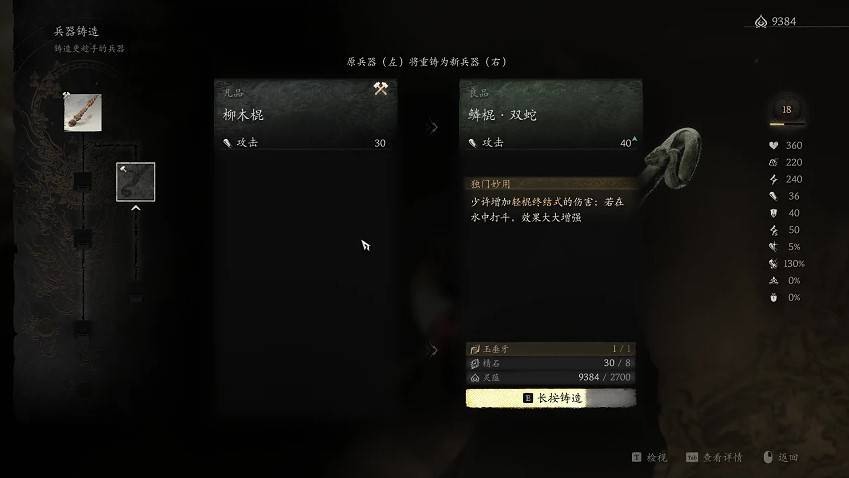 兵器铸造
铸造更趁手的兵器
9384
原兵器（左）将重铸为新兵器（右）
凡品
柳木棍
攻击 30
良品
鳞棍·双蛇
攻击 40
独门妙用
少许增加轻棍终结式的伤害；若在
水中打斗，效果大大增强
玉垂牙 1 / 1
精石 30 / 8
灵蕴 9384 / 2700
E 长按铸造
18
360
220
240
36
40
50
5%
130%
0%
0%
T 检视 Tab 查看详情 返回